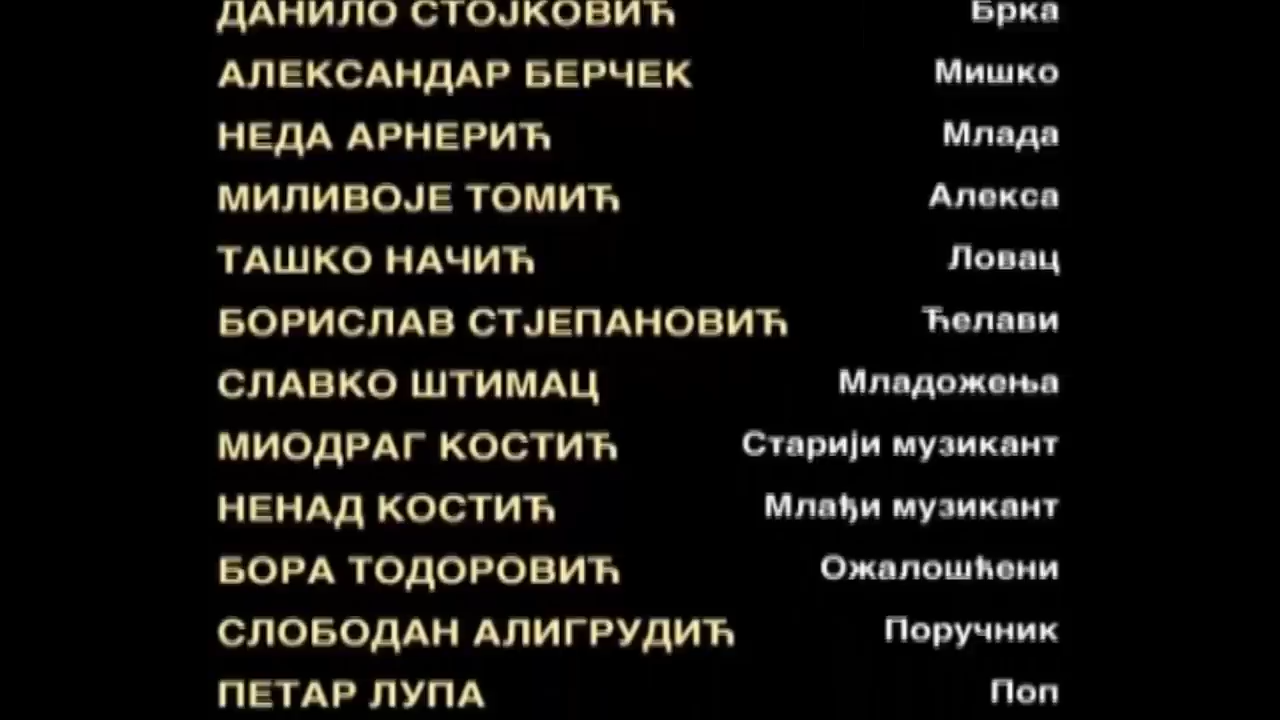 ДАНИЛО СТОЈКОВИЋ Брка
АЛЕКСАНДАР БЕРЧЕК Мишко
НЕДА АРНЕРИЋ Млада
МИЛИВОЈЕ ТОМИЋ Алекса
ТАШКО НАЧИЋ Ловац
БОРИСЛАВ СТЈЕПАНОВИЋ Ћелави
СЛАВКО ШТИМАЦ Младожења
МИОДРАГ КОСТИЋ Старији музикант
НЕНАД КОСТИЋ Млађи музикант
БОРА ТОДОРОВИЋ Ожалошћени
СЛОБОДАН АЛИГРУДИЋ Поручник
ПЕТАР ЛУПА Поп